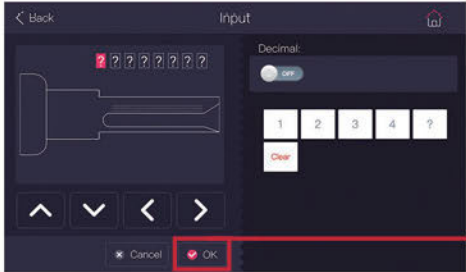 Back
Input
? ? ? ? ? ? ? ?
Decimal:
OFF
1 2 3 4 ?
Clear
Cancel
OK